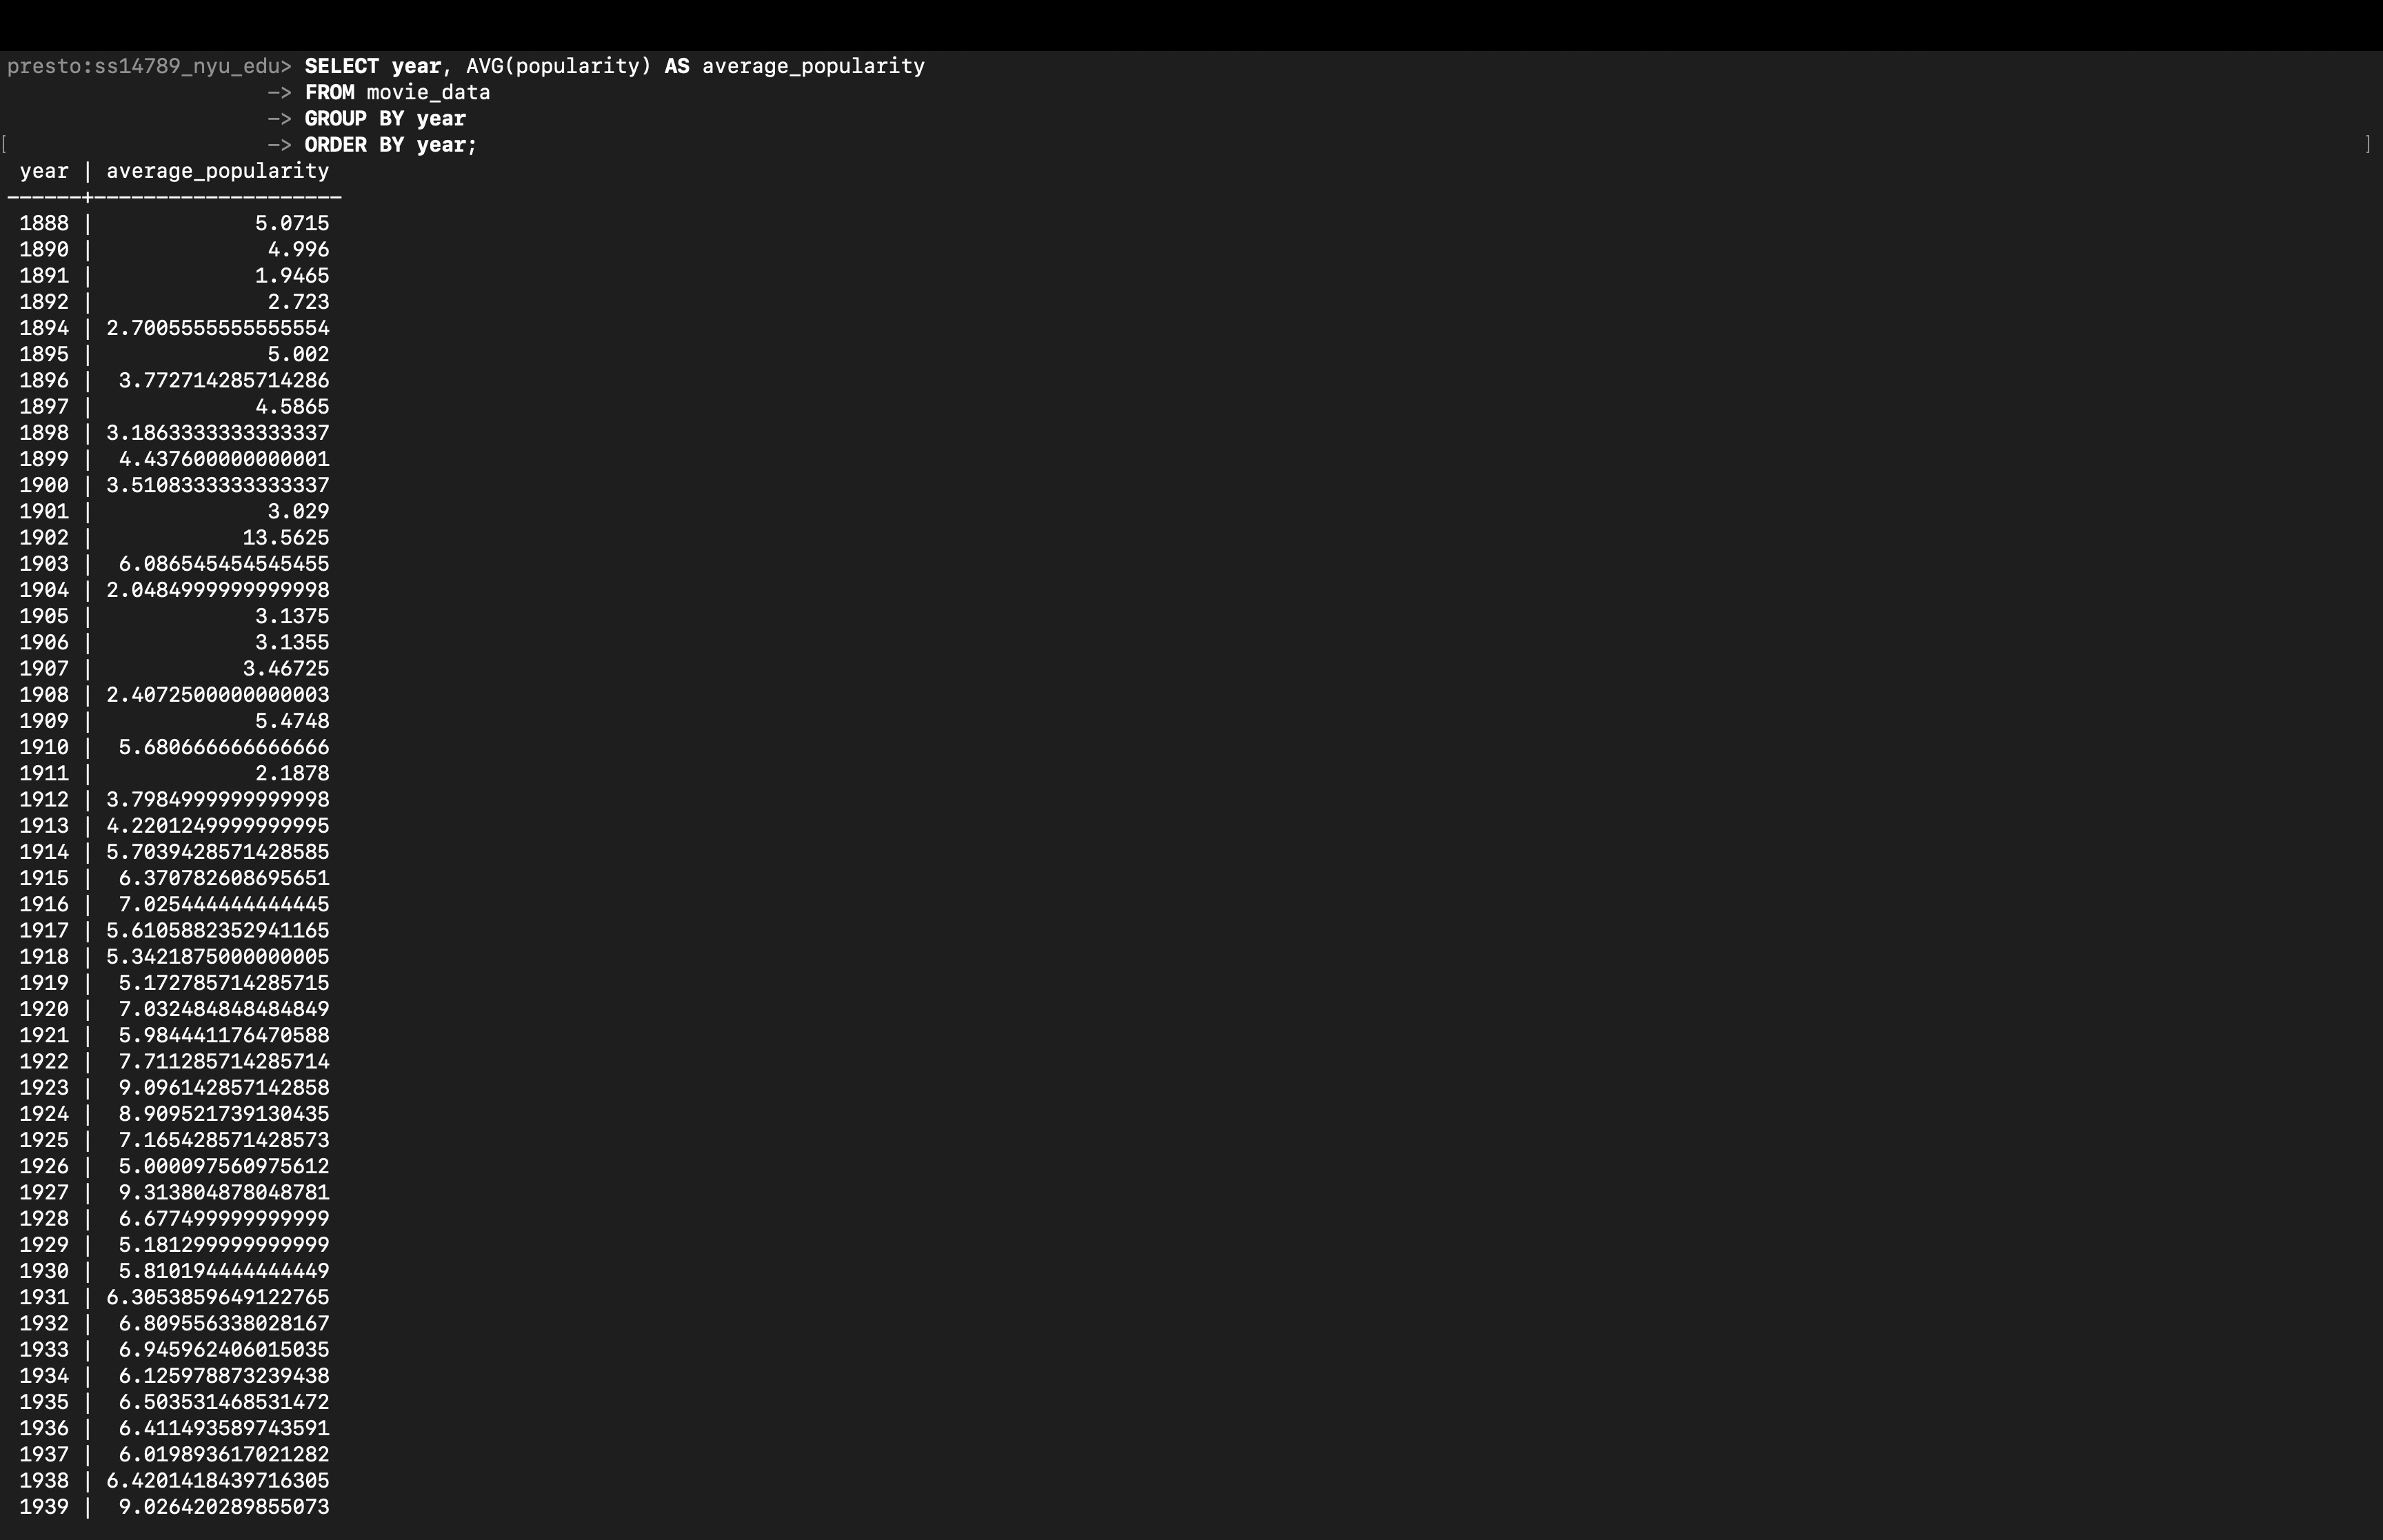 presto:ss14789_nyu_edu> SELECT year, AVG(popularity) AS average_popularity
-> FROM movie_data
-> GROUP BY year
[ -> ORDER BY year; ]
year | average_popularity
------+--------------------
1888 | 5.0715
1890 | 4.996
1891 | 1.9465
1892 | 2.723
1894 | 2.7005555555555554
1895 | 5.002
1896 | 3.772714285714286
1897 | 4.5865
1898 | 3.1863333333333337
1899 | 4.437600000000001
1900 | 3.5108333333333337
1901 | 3.029
1902 | 13.5625
1903 | 6.086545454545455
1904 | 2.0484999999999998
1905 | 3.1375
1906 | 3.1355
1907 | 3.46725
1908 | 2.4072500000000003
1909 | 5.4748
1910 | 5.680666666666666
1911 | 2.1878
1912 | 3.7984999999999998
1913 | 4.2201249999999995
1914 | 5.7039428571428585
1915 | 6.370782608695651
1916 | 7.025444444444445
1917 | 5.6105882352941165
1918 | 5.3421875000000005
1919 | 5.172785714285715
1920 | 7.032484848484849
1921 | 5.984441176470588
1922 | 7.711285714285714
1923 | 9.096142857142858
1924 | 8.909521739130435
1925 | 7.165428571428573
1926 | 5.000097560975612
1927 | 9.313804878048781
1928 | 6.677499999999999
1929 | 5.181299999999999
1930 | 5.810194444444449
1931 | 6.3053859649122765
1932 | 6.809556338028167
1933 | 6.945962406015035
1934 | 6.125978873239438
1935 | 6.503531468531472
1936 | 6.411493589743591
1937 | 6.019893617021282
1938 | 6.4201418439716305
1939 | 9.026420289855073